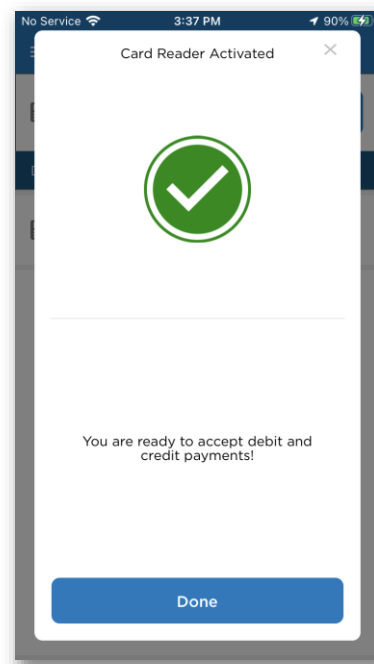 No Service 3:37 PM 90%
Card Reader Activated
You are ready to accept debit and
credit payments!
Done